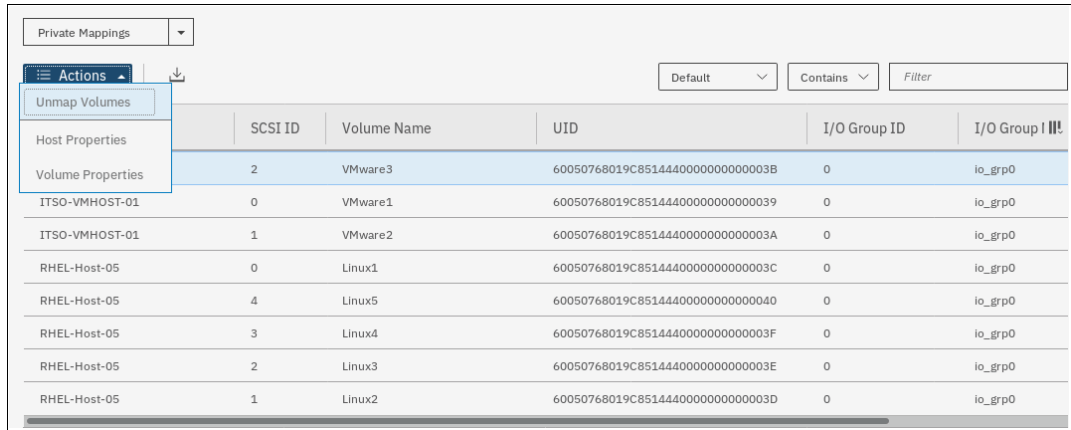 Private Mappings
Actions
Default Contains Filter
Unmap Volumes
Host Properties
Volume Properties
SCSI ID Volume Name UID I/O Group ID I/O Group
2 VMware3 60050768019C8514440000000000003B 0 io_grp0
ITSO-VMHOST-01 0 VMware1 60050768019C85144400000000000039 0 io_grp0
ITSO-VMHOST-01 1 VMware2 60050768019C8514440000000000003A 0 io_grp0
RHEL-Host-05 0 Linux1 60050768019C8514440000000000003C 0 io_grp0
RHEL-Host-05 4 Linux5 60050768019C85144400000000000040 0 io_grp0
RHEL-Host-05 3 Linux4 60050768019C8514440000000000003F 0 io_grp0
RHEL-Host-05 2 Linux3 60050768019C8514440000000000003E 0 io_grp0
RHEL-Host-05 1 Linux2 60050768019C8514440000000000003D 0 io_grp0